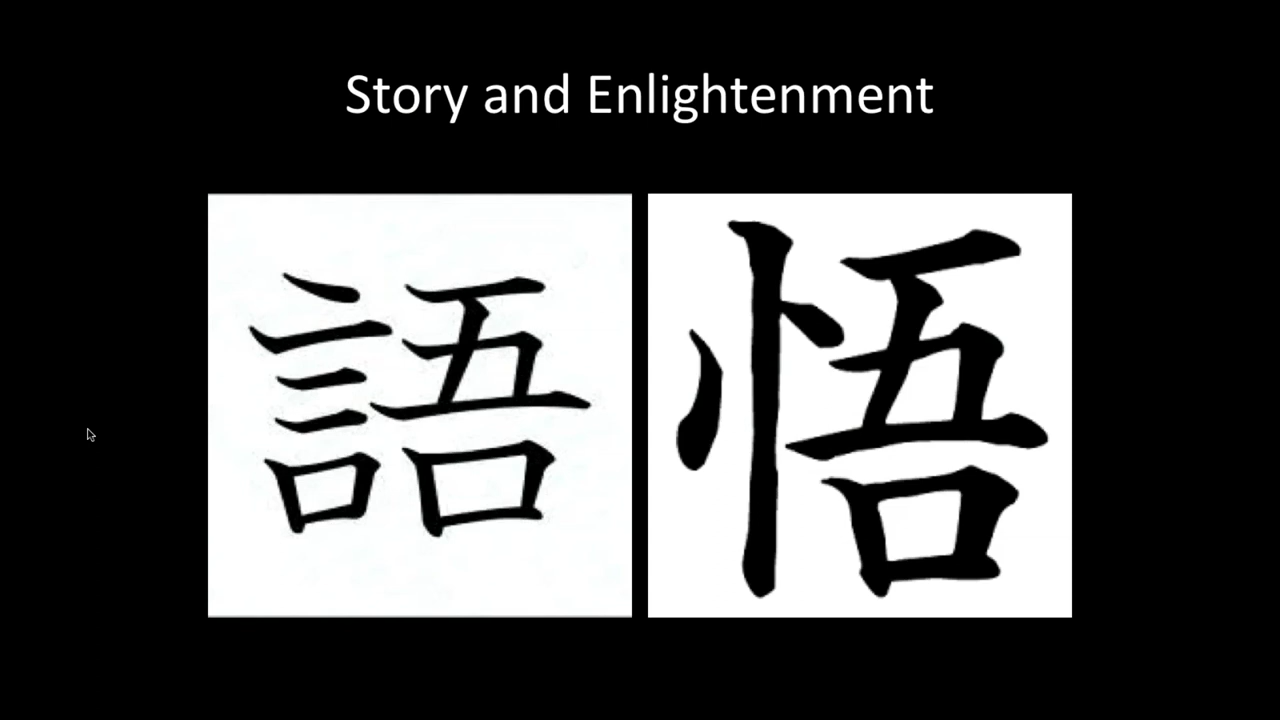 Story and Enlightenment
語 悟